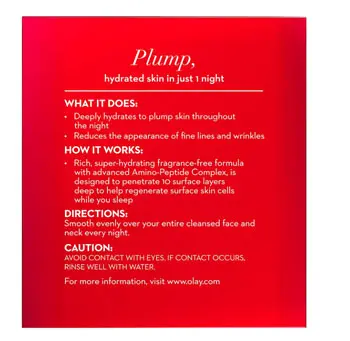 Plump,
hydrated skin in just 1 night
WHAT IT DOES:
• Deeply hydrates to plump skin throughout
the night
• Reduces the appearance of fine lines and wrinkles
HOW IT WORKS:
• Rich, super-hydrating fragrance-free formula
with advanced Amino-Peptide Complex, is
designed to penetrate 10 surface layers
deep to help regenerate surface skin cells
while you sleep
DIRECTIONS:
Smooth evenly over your entire cleansed face and
neck every night.
CAUTION:
AVOID CONTACT WITH EYES. IF CONTACT OCCURS,
RINSE WELL WITH WATER.
For more information, visit www.olay.com